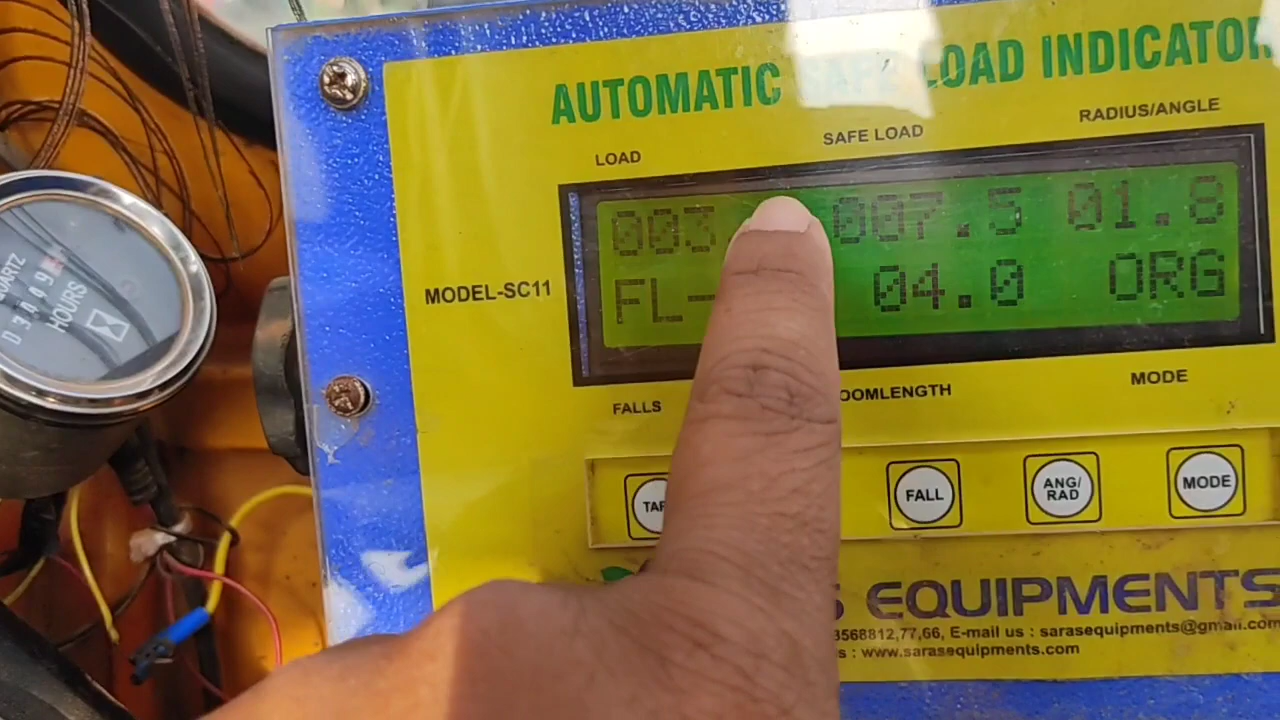 AUTOMATIC SAFE LOAD INDICATOR
LOAD SAFE LOAD RADIUS/ANGLE
003 007.5 01.8
FL- 04.0 ORG
MODEL-SC11
FALLS OOMLENGTH MODE
TAR FALL ANG/RAD MODE
S EQUIPMENTS
3568812,77,66, E-mail us : sarasequipments@gmail.com
s : www.sarasequipments.com
QUARTZ
HOURS